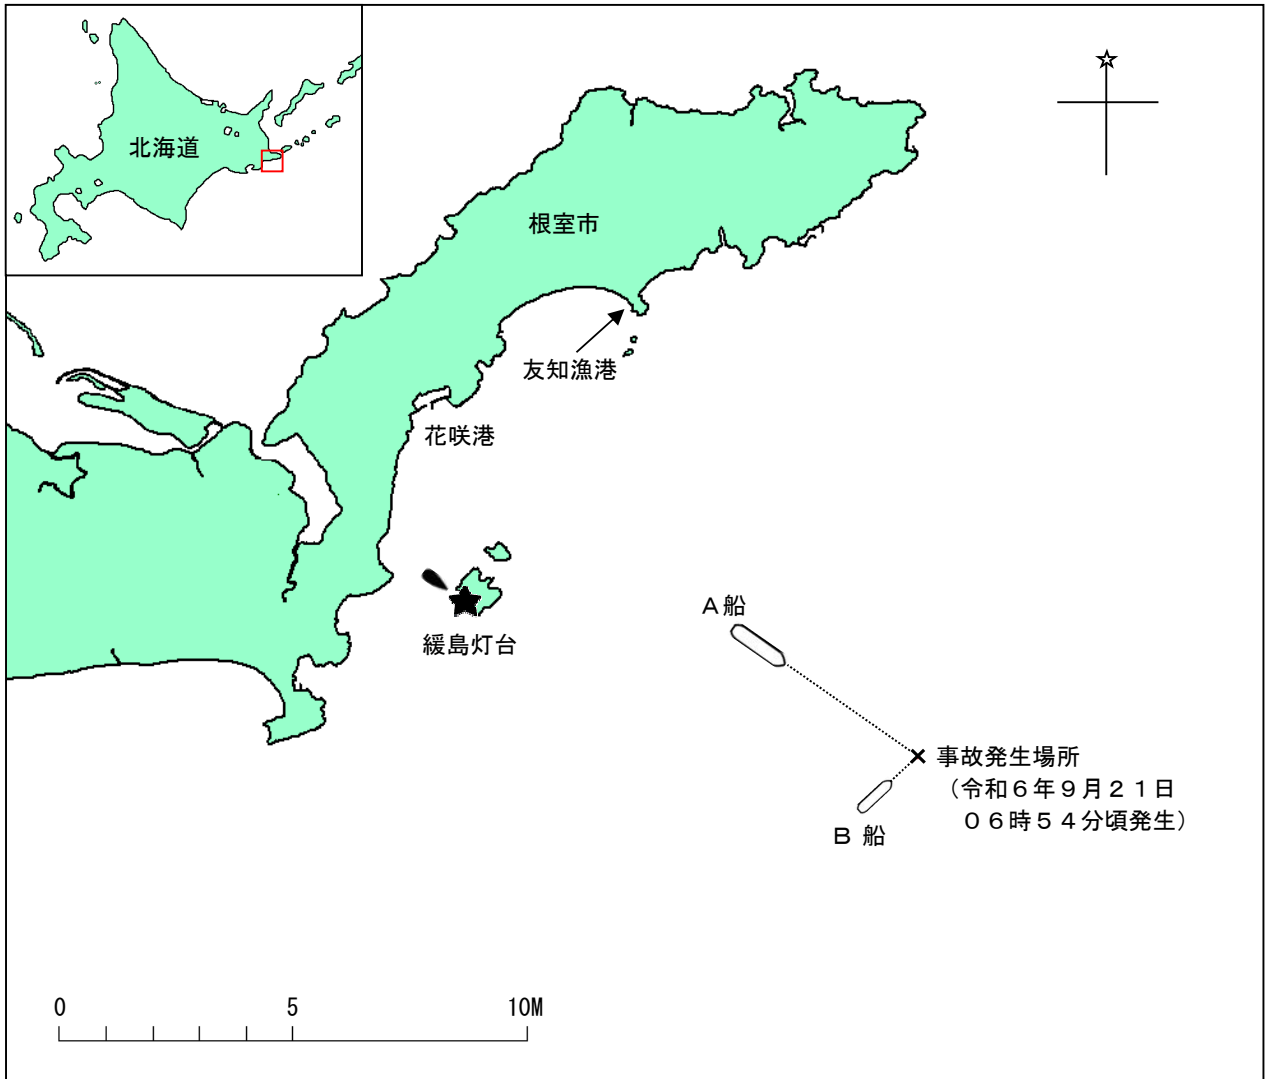 北海道
根室市
友知漁港
花咲港
緩島灯台
Ａ船
事故発生場所
（令和６年９月２１日
０６時５４分頃発生）
Ｂ 船
0 5 10M